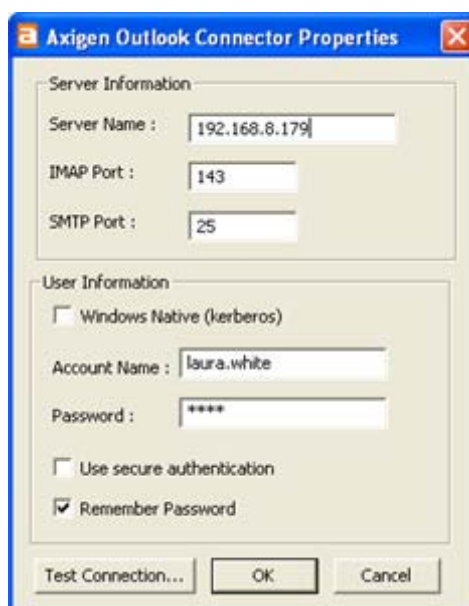 a Axigen Outlook Connector Properties
Server Information
Server Name : 192.168.8.179
IMAP Port : 143
SMTP Port : 25
User Information
Windows Native (kerberos)
Account Name : laura.white
Password : ****
Use secure authentication
Remember Password
Test Connection... OK Cancel